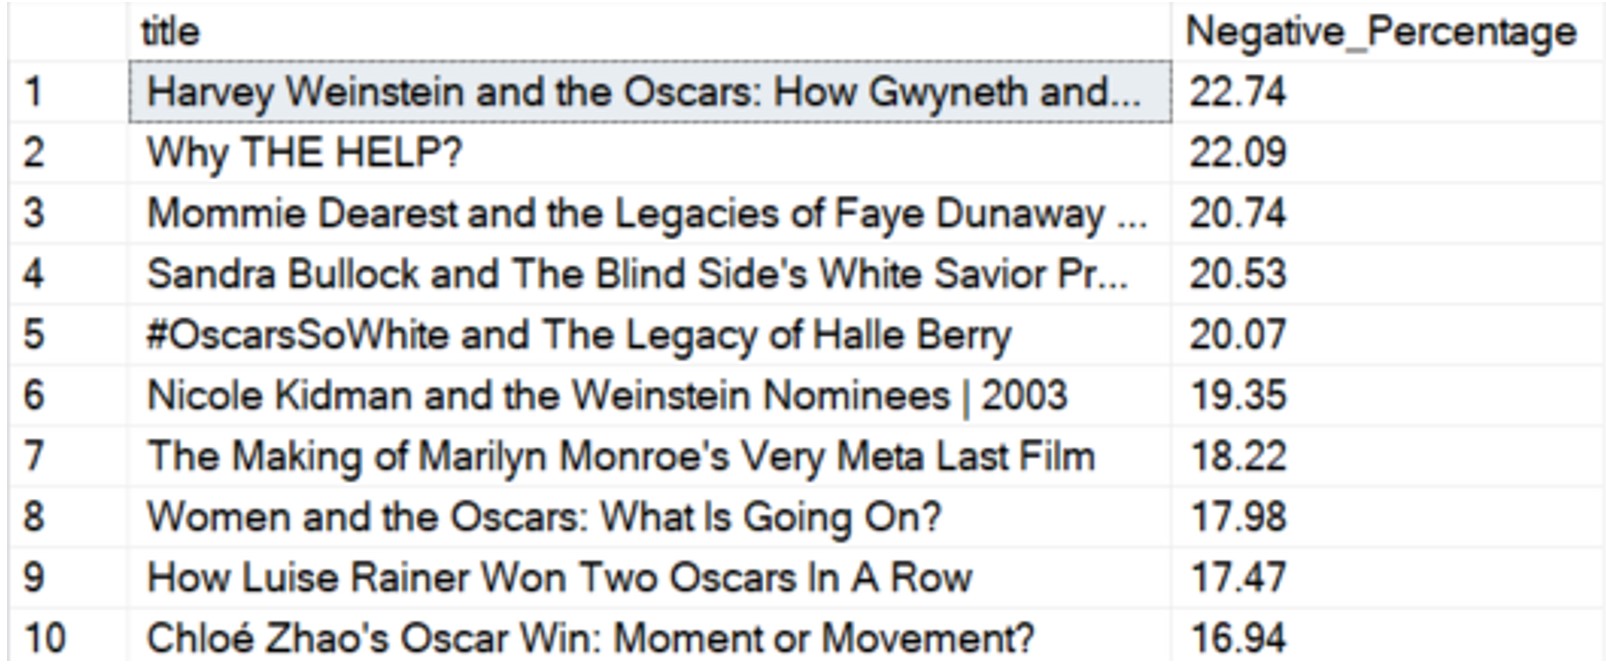 title Negative_Percentage
1 Harvey Weinstein and the Oscars: How Gwyneth and... 22.74
2 Why THE HELP? 22.09
3 Mommie Dearest and the Legacies of Faye Dunaway ... 20.74
4 Sandra Bullock and The Blind Side's White Savior Pr... 20.53
5 #OscarsSoWhite and The Legacy of Halle Berry 20.07
6 Nicole Kidman and the Weinstein Nominees | 2003 19.35
7 The Making of Marilyn Monroe's Very Meta Last Film 18.22
8 Women and the Oscars: What Is Going On? 17.98
9 How Luise Rainer Won Two Oscars In A Row 17.47
10 Chloé Zhao's Oscar Win: Moment or Movement? 16.94